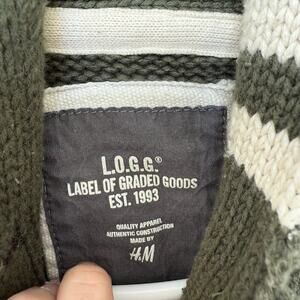 L.O.G.G.®
LABEL OF GRADED GOODS
EST. 1993
QUALITY APPAREL
AUTHENTIC CONSTRUCTION
MADE BY
H&M